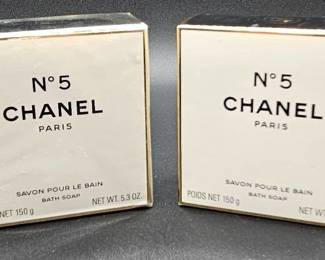 N°5
CHANEL
PARIS
SAVON POUR LE BAIN
BATH SOAP
NET 150 g NET WT. 5.3 OZ.
N°5
CHANEL
PARIS
SAVON POUR LE BAIN
BATH SOAP
POIDS NET 150 g NET